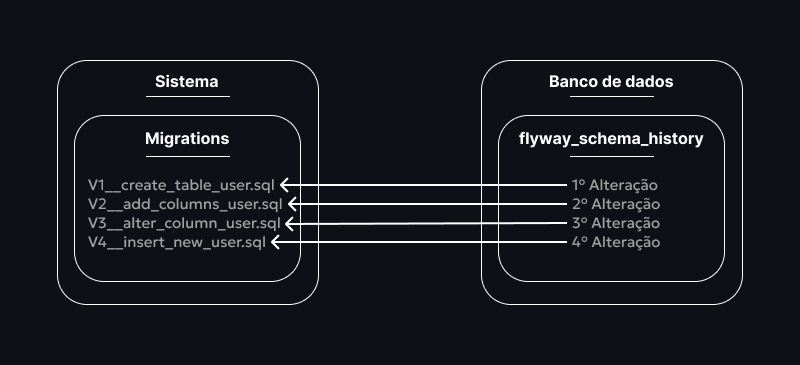 Sistema
Migrations
V1__create_table_user.sql
V2__add_columns_user.sql
V3__alter_column_user.sql
V4__insert_new_user.sql
Banco de dados
flyway_schema_history
1º Alteração
2º Alteração
3º Alteração
4º Alteração